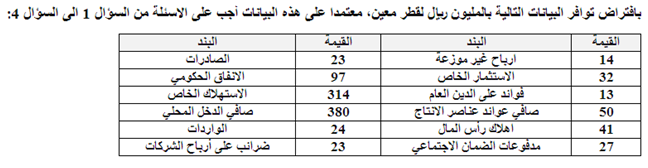 بافتراض توافر البيانات التالية بالمليون ريال لقطر معين، معتمدا على هذه البيانات أجب على الاسئلة من السؤال 1 الى السؤال 4:
البند القيمة البند القيمة
الصادرات 23 ارباح غير موزعة 14
الانفاق الحكومي 97 الاستثمار الخاص 32
الاستهلاك الخاص 314 فوائد على الدين العام 13
صافي الدخل المحلي 380 صافي عوائد عناصر الانتاج 50
الواردات 24 اهلاك رأس المال 41
ضرائب على أرباح الشركات 23 مدفوعات الضمان الاجتماعي 27